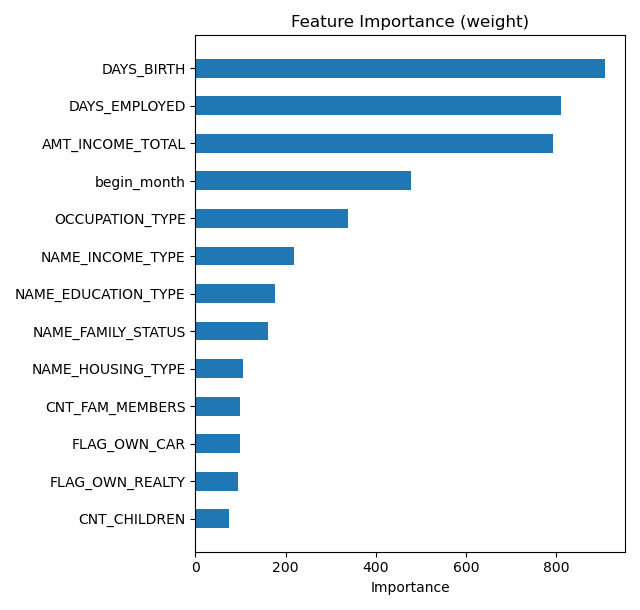 Feature Importance (weight)
DAYS_BIRTH
DAYS_EMPLOYED
AMT_INCOME_TOTAL
begin_month
OCCUPATION_TYPE
NAME_INCOME_TYPE
NAME_EDUCATION_TYPE
NAME_FAMILY_STATUS
NAME_HOUSING_TYPE
CNT_FAM_MEMBERS
FLAG_OWN_CAR
FLAG_OWN_REALTY
CNT_CHILDREN
0 200 400 600 800
Importance